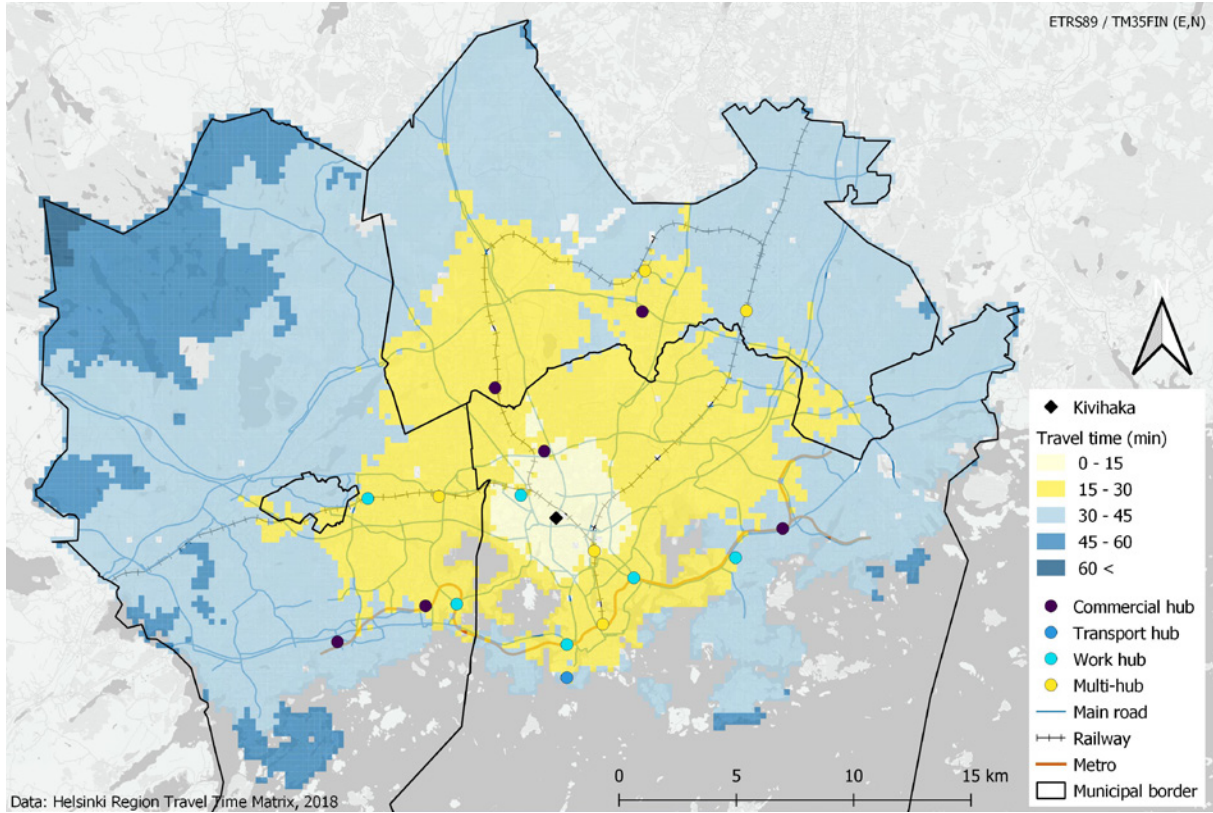 ETRS89 / TM35FIN (E,N)
N
Kivihaka
Travel time (min)
0 - 15
15 - 30
30 - 45
45 - 60
60 <
Commercial hub
Transport hub
Work hub
Multi-hub
Main road
Railway
Metro
Municipal border
0 5 10 15 km
Data: Helsinki Region Travel Time Matrix, 2018